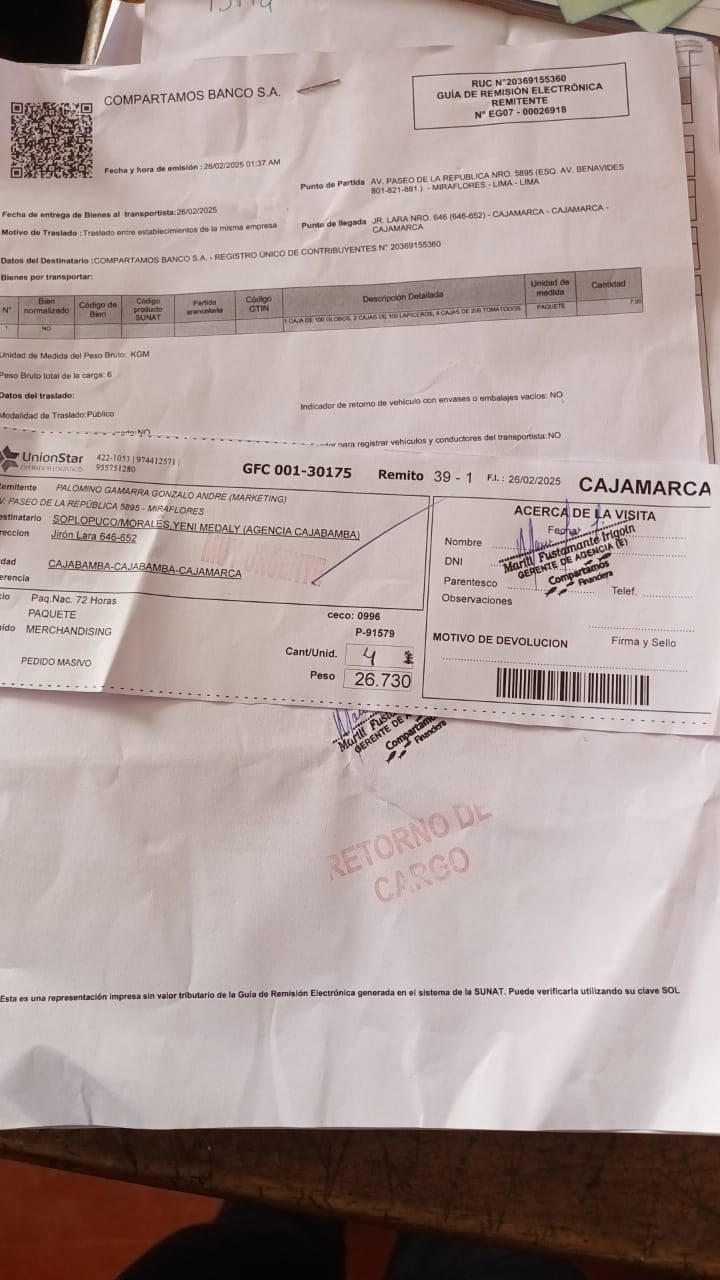 COMPARTAMOS BANCO S.A.
RUC N°20369155360
GUÍA DE REMISIÓN ELECTRÓNICA
REMITENTE
N° EG07 - 00026918
Fecha y hora de emisión :26/02/2025 01:37 AM
Punto de Partida AV. PASEO DE LA REPUBLICA NRO. 5895 (ESQ. AV. BENAVIDES
801-821-881.) - MIRAFLORES - LIMA - LIMA
Fecha de entrega de Bienes al transportista:26/02/2025
Motivo de Traslado :Traslado entre establecimientos de la misma empresa
Punto de llegada JR. LARA NRO. 646 (646-652) - CAJAMARCA - CAJAMARCA -
CAJAMARCA
Datos del Destinatario :COMPARTAMOS BANCO S.A. - REGISTRO ÚNICO DE CONTRIBUYENTES N° 20369155360
Bienes por transportar:
N° Bien normalizado Código de Bien Código producto SUNAT Partida arancelaria Código GTIN Descripción Detallada Unidad de medida Cantidad
1 NO 1 CAJA DE 100 GLOBOS, 2 CAJAS DE 100 LAPICEROS, 4 CAJAS DE 200 TOMATODOS PAQUETE 7.00
Unidad de Medida del Peso Bruto: KGM
Peso Bruto total de la carga: 6
Datos del traslado:
Indicador de retorno de vehículo con envases o embalajes vacios: NO
Modalidad de Traslado:Público
NO
para registrar vehículos y conductores del transportista:NO
UnionStar
OPERADOR LOGÍSTICO
422-1053 | 974412571 |
955751280
GFC 001-30175
Remito 39 - 1 F.I. : 26/02/2025 CAJAMARCA
emitente PALOMINO GAMARRA GONZALO ANDRE (MARKETING)
V. PASEO DE LA REPÚBLICA 5895 - MIRAFLORES
estinatario SOPLOPUCO/MORALES,YENI MEDALY (AGENCIA CAJABAMBA)
reccion Jirón Lara 646-652
dad CAJABAMBA-CAJABAMBA-CAJAMARCA
erencia
cio Paq.Nac. 72 Horas
PAQUETE
ido MERCHANDISING
PEDIDO MASIVO
ceco: 0996
P-91579
Cant/Unid. 4
Peso 26.730
ACERCA DE LA VISITA
Fecha
Nombre
DNI
Parentesco
Telef.
Observaciones
Marili Fustamante Irigoin
GERENTE DE AGENCIA (E)
Compartamos
Financiera
MOTIVO DE DEVOLUCION Firma y Sello
GERENTE DE
Financiera
RETORNO DE
CARGO
Esta es una representación impresa sin valor tributario de la Guía de Remisión Electrónica generada en el sistema de la SUNAT. Puede verificarla utilizando su clave SOL